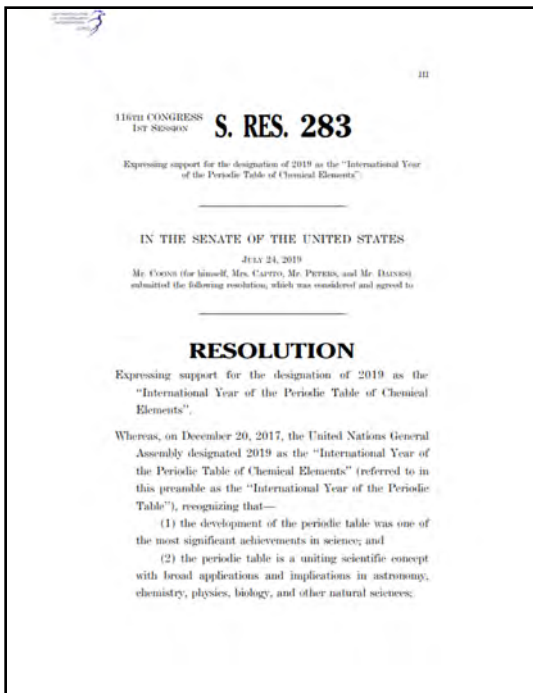 III
116TH CONGRESS
1ST SESSION
S. RES. 283
Expressing support for the designation of 2019 as the “International Year
of the Periodic Table of Chemical Elements”.
IN THE SENATE OF THE UNITED STATES
JULY 24, 2019
Mr. COONS (for himself, Mrs. CAPITO, Mr. PETERS, and Mr. DAINES)
submitted the following resolution; which was considered and agreed to
RESOLUTION
Expressing support for the designation of 2019 as the
“International Year of the Periodic Table of Chemical
Elements”.
Whereas, on December 20, 2017, the United Nations General
Assembly designated 2019 as the “International Year of
the Periodic Table of Chemical Elements” (referred to in
this preamble as the “International Year of the Periodic
Table”), recognizing that—
(1) the development of the periodic table was one of
the most significant achievements in science; and
(2) the periodic table is a uniting scientific concept
with broad applications and implications in astronomy,
chemistry, physics, biology, and other natural sciences;